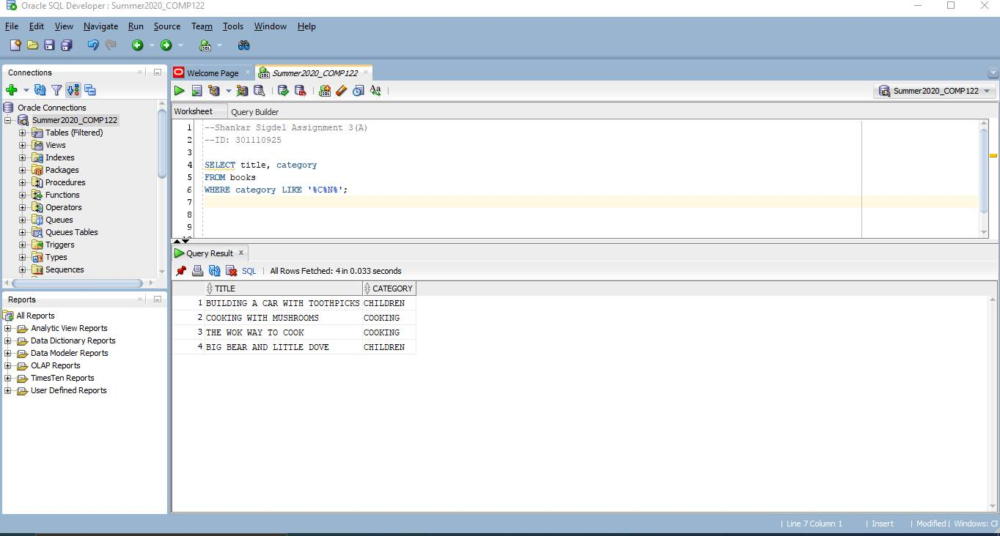 Oracle SQL Developer : Summer2020_COMP122
File Edit View Navigate Run Source Team Tools Window Help
Connections
Oracle Connections
Summer2020_COMP122
Tables (Filtered)
Views
Indexes
Packages
Procedures
Functions
Operators
Queues
Queues Tables
Triggers
Types
Sequences
Reports
All Reports
Analytic View Reports
Data Dictionary Reports
Data Modeler Reports
OLAP Reports
TimesTen Reports
User Defined Reports
Welcome Page Summer2020_COMP122
Summer2020_COMP122
Worksheet Query Builder
1 --Shankar Sigdel Assignment 3(A)
2 --ID: 301110925
3
4 SELECT title, category
5 FROM books
6 WHERE category LIKE '%C%N%';
7
8
9
Query Result
SQL | All Rows Fetched: 4 in 0.033 seconds
TITLE CATEGORY
1 BUILDING A CAR WITH TOOTHPICKS CHILDREN
2 COOKING WITH MUSHROOMS COOKING
3 THE WOK WAY TO COOK COOKING
4 BIG BEAR AND LITTLE DOVE CHILDREN
| Line 7 Column 1 | Insert | Modified | Windows: CF